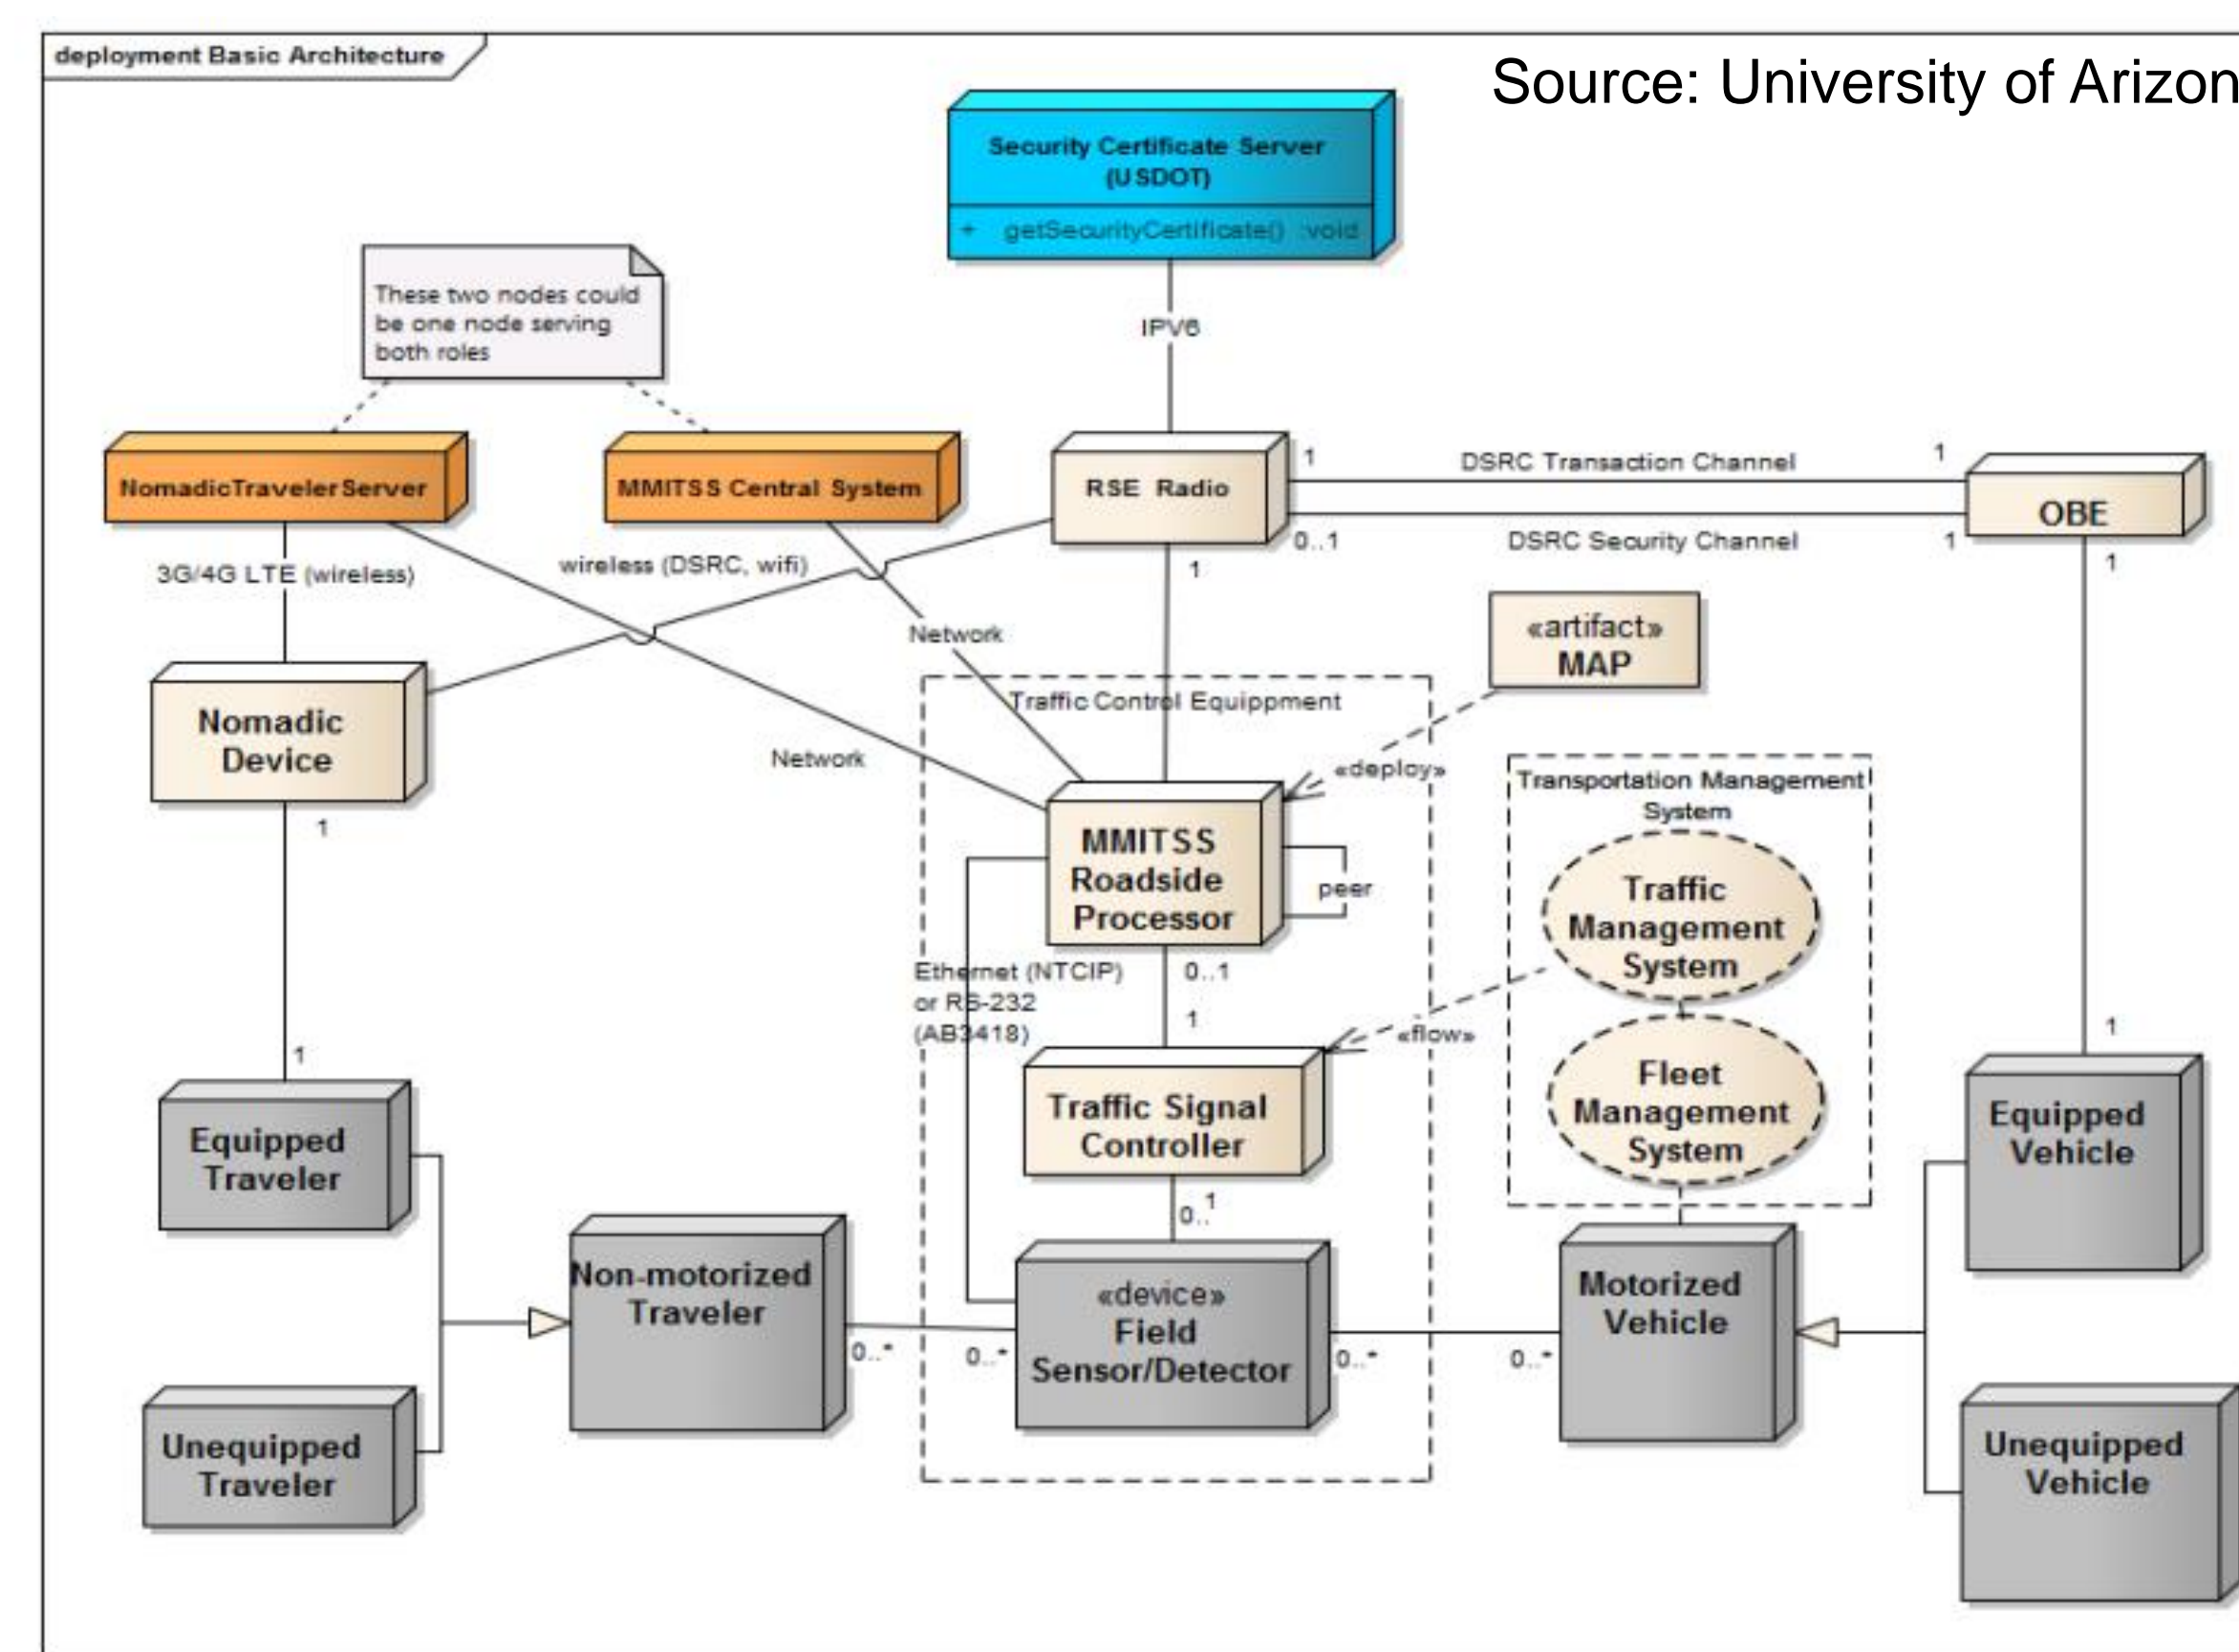 deployment Basic Architecture
Source: University of Arizon
Security Certificate Server
(USDOT)
+ getSecurityCertificate() :void
These two nodes could
be one node serving
both roles
IPV6
NomadicTravelerServer
MMITSS Central System
RSE Radio
1
DSRC Transaction Channel
1
OBE
0..1
DSRC Security Channel
1
1
1
3G/4G LTE (wireless)
wireless (DSRC, wifi)
Network
«artifact»
MAP
Traffic Control Equippment
Nomadic
Device
1
Network
«deploy»
Transportation Management
System
MMITSS
Roadside
Processor
peer
Traffic
Management
System
Ethernet (NTCIP)
or RS-232
(AB3418)
0..1
1
«flow»
1
1
Traffic Signal
Controller
Fleet
Management
System
Equipped
Traveler
Equipped
Vehicle
1
0..
Non-motorized
Traveler
«device»
Field
Sensor/Detector
Motorized
Vehicle
0..*
0..*
0..*
0..*
Unequipped
Traveler
Unequipped
Vehicle